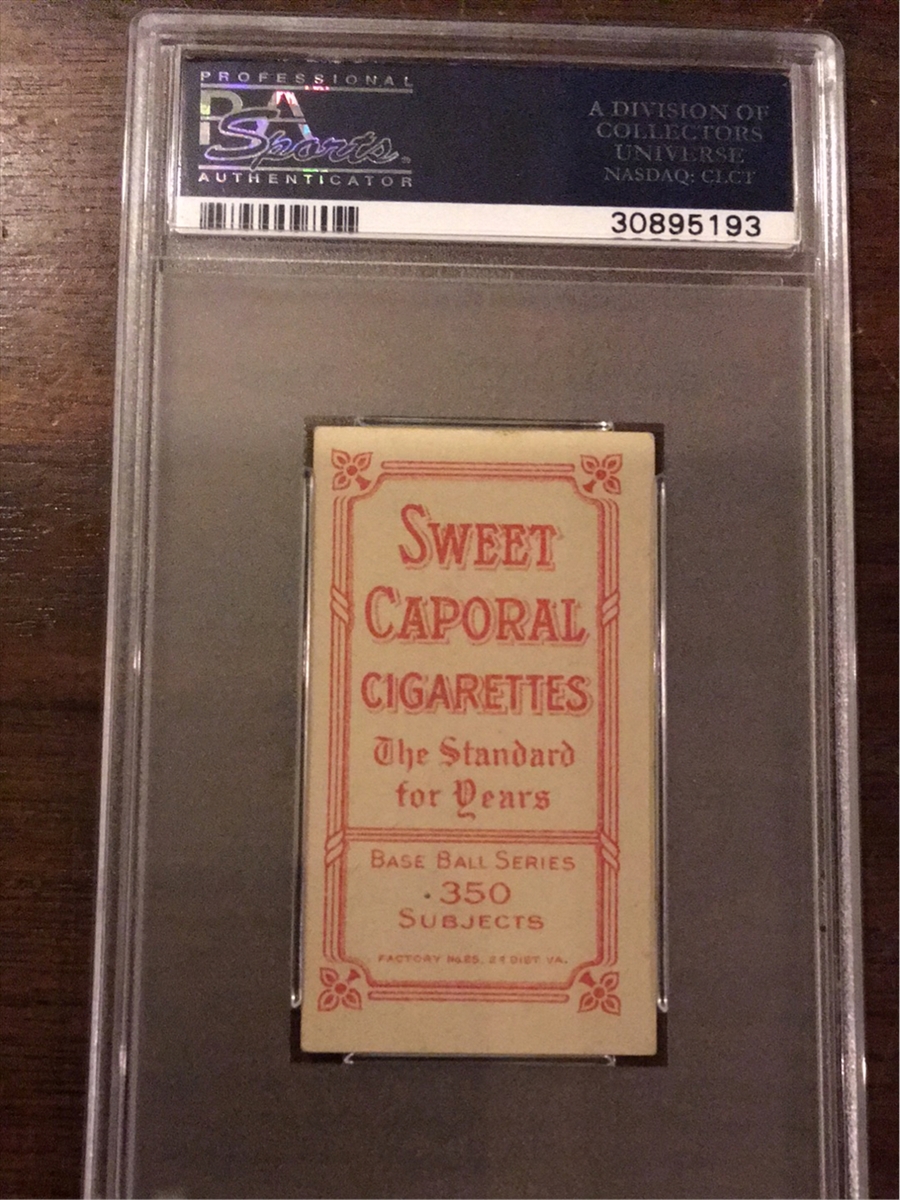 PROFESSIONAL
PSA
Sports
AUTHENTICATOR
A DIVISION OF
COLLECTORS
UNIVERSE
NASDAQ: CLCT
30895193
SWEET
CAPORAL
CIGARETTES
The Standard
for Years
BASE BALL SERIES
350
SUBJECTS
FACTORY No. 25, 2d DIST. VA.